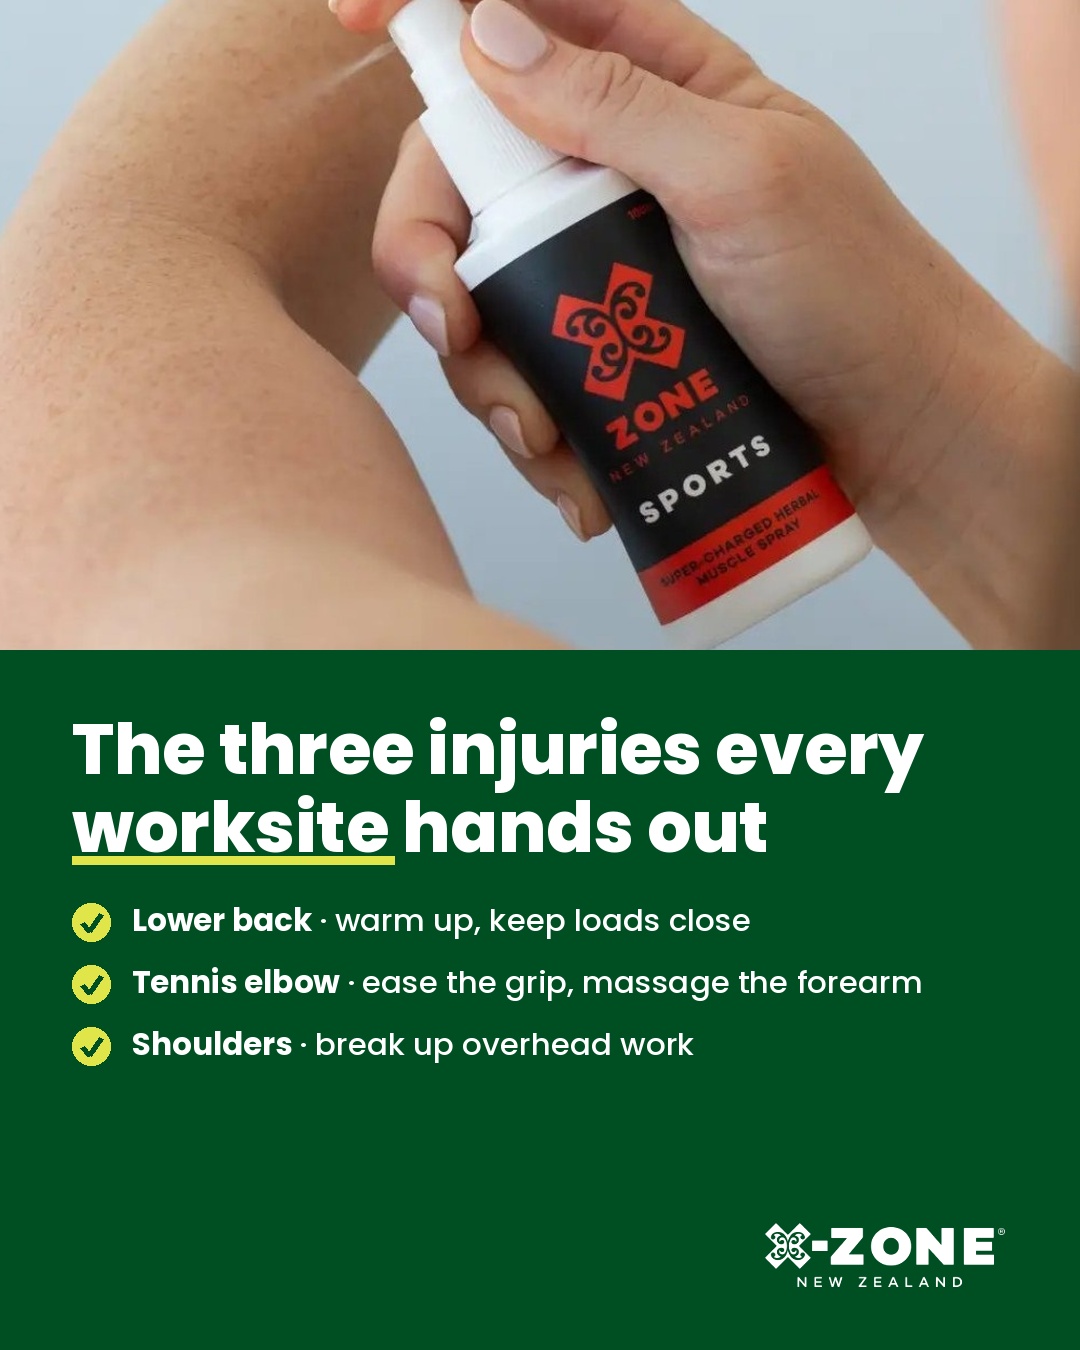 ZONE
NEW ZEALAND
SPORTS
SUPER-CHARGED HERBAL
MUSCLE SPRAY
The three injuries every
worksite hands out
Lower back · warm up, keep loads close
Tennis elbow · ease the grip, massage the forearm
Shoulders · break up overhead work
X-ZONE®
NEW ZEALAND